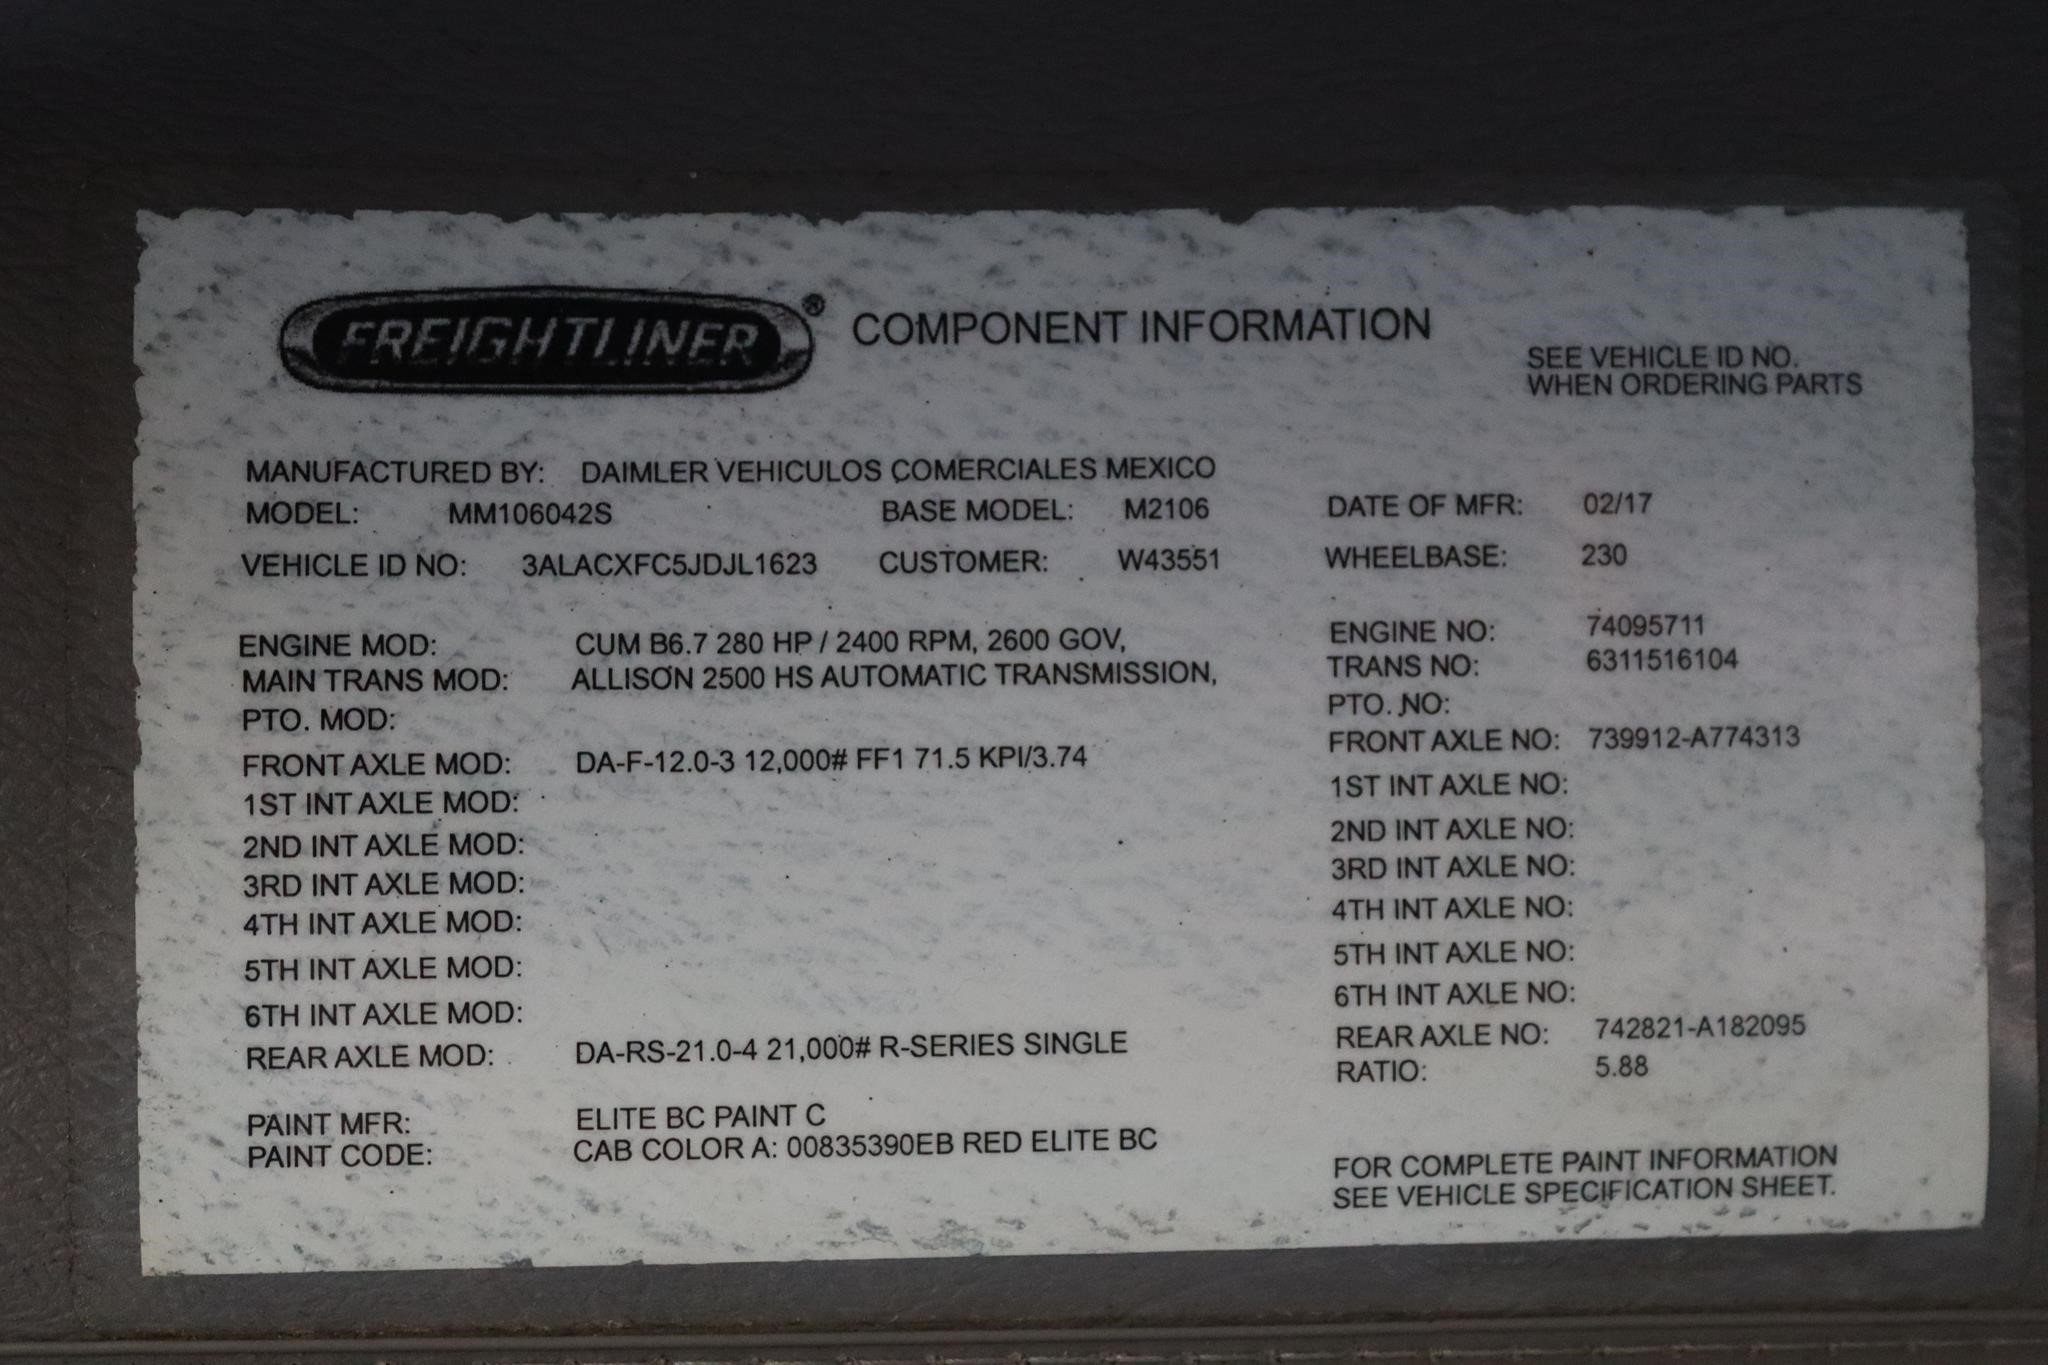 FREIGHTLINER® COMPONENT INFORMATION
SEE VEHICLE ID NO.
WHEN ORDERING PARTS
MANUFACTURED BY: DAIMLER VEHICULOS COMERCIALES MEXICO
MODEL: MM106042S BASE MODEL: M2106 DATE OF MFR: 02/17
VEHICLE ID NO: 3ALACXFC5JDJL1623 CUSTOMER: W43551 WHEELBASE: 230
ENGINE MOD: CUM B6.7 280 HP / 2400 RPM, 2600 GOV, ENGINE NO: 74095711
MAIN TRANS MOD: ALLISON 2500 HS AUTOMATIC TRANSMISSION, TRANS NO: 6311516104
PTO. MOD: PTO. NO:
FRONT AXLE MOD: DA-F-12.0-3 12,000# FF1 71.5 KPI/3.74 FRONT AXLE NO: 739912-A774313
1ST INT AXLE MOD: 1ST INT AXLE NO:
2ND INT AXLE MOD: 2ND INT AXLE NO:
3RD INT AXLE MOD: 3RD INT AXLE NO:
4TH INT AXLE MOD: 4TH INT AXLE NO:
5TH INT AXLE MOD: 5TH INT AXLE NO:
6TH INT AXLE MOD: 6TH INT AXLE NO:
REAR AXLE MOD: DA-RS-21.0-4 21,000# R-SERIES SINGLE REAR AXLE NO: 742821-A182095
RATIO: 5.88
PAINT MFR: ELITE BC PAINT C
PAINT CODE: CAB COLOR A: 00835390EB RED ELITE BC
FOR COMPLETE PAINT INFORMATION
SEE VEHICLE SPECIFICATION SHEET.